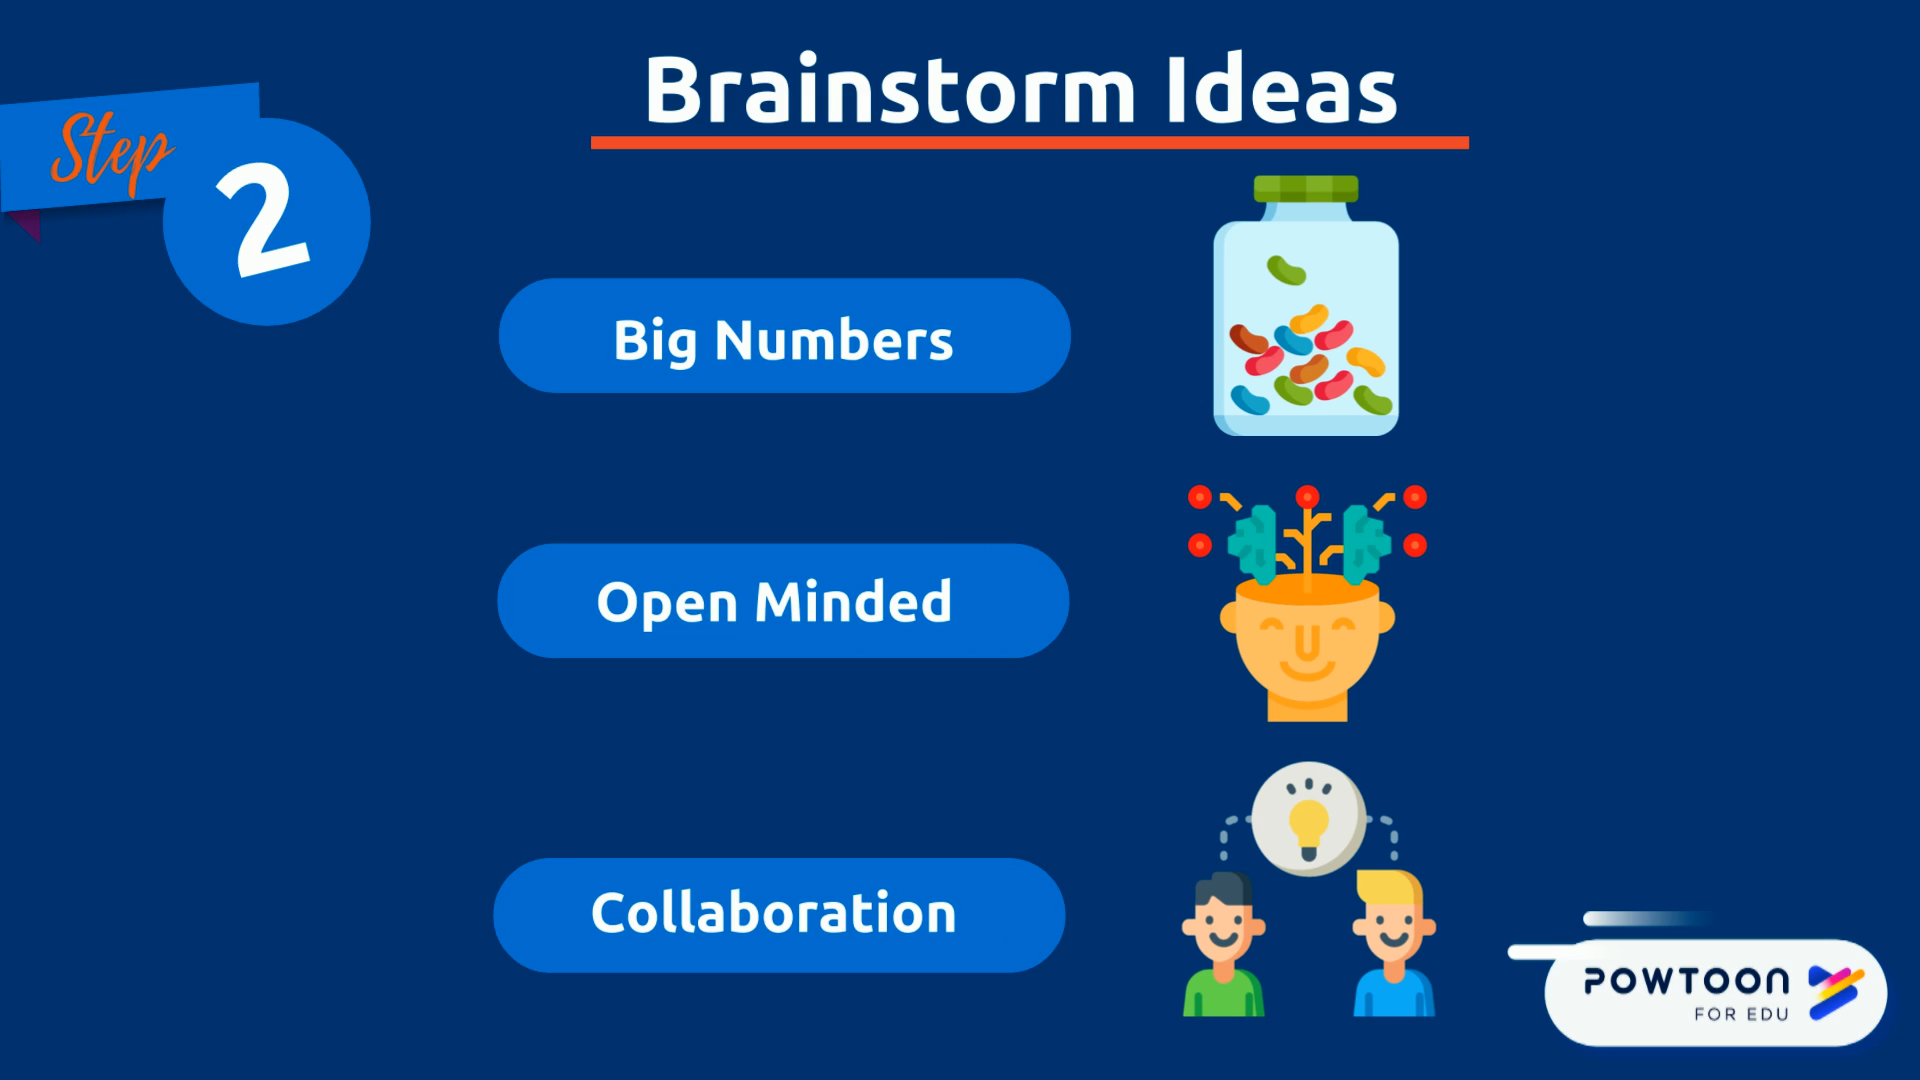 Brainstorm Ideas
Step
2
Big Numbers
Open Minded
Collaboration
POWTOON
FOR EDU